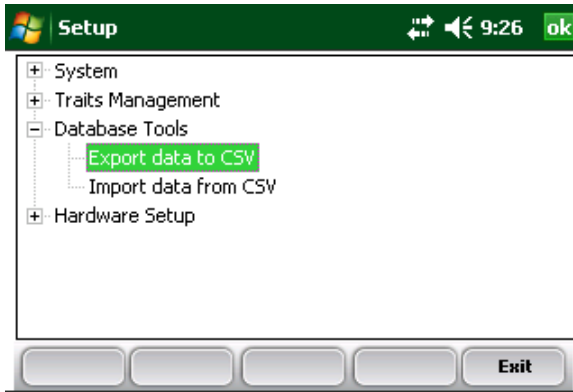 Setup 9:26 ok
System
Traits Management
Database Tools
Export data to CSV
Import data from CSV
Hardware Setup
Exit